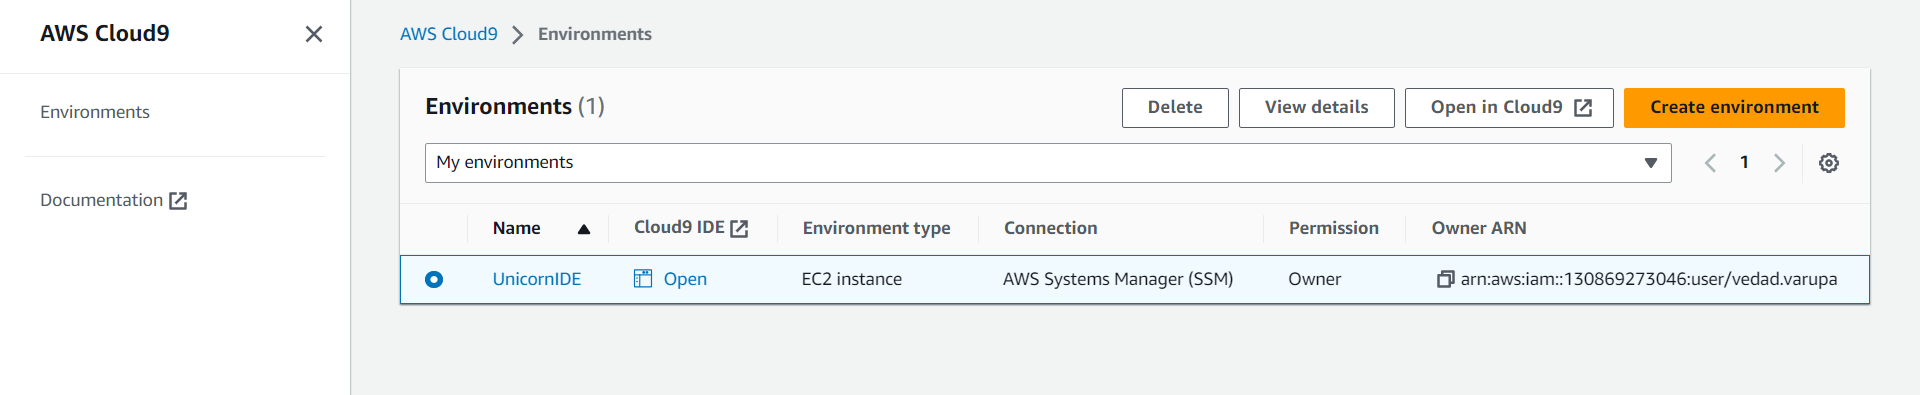 AWS Cloud9
Environments
Documentation
AWS Cloud9 Environments
Environments (1)
Delete View details Open in Cloud9 Create environment
My environments 1
Name Cloud9 IDE Environment type Connection Permission Owner ARN
UnicornIDE Open EC2 instance AWS Systems Manager (SSM) Owner arn:aws:iam::130869273046:user/vedad.varupa